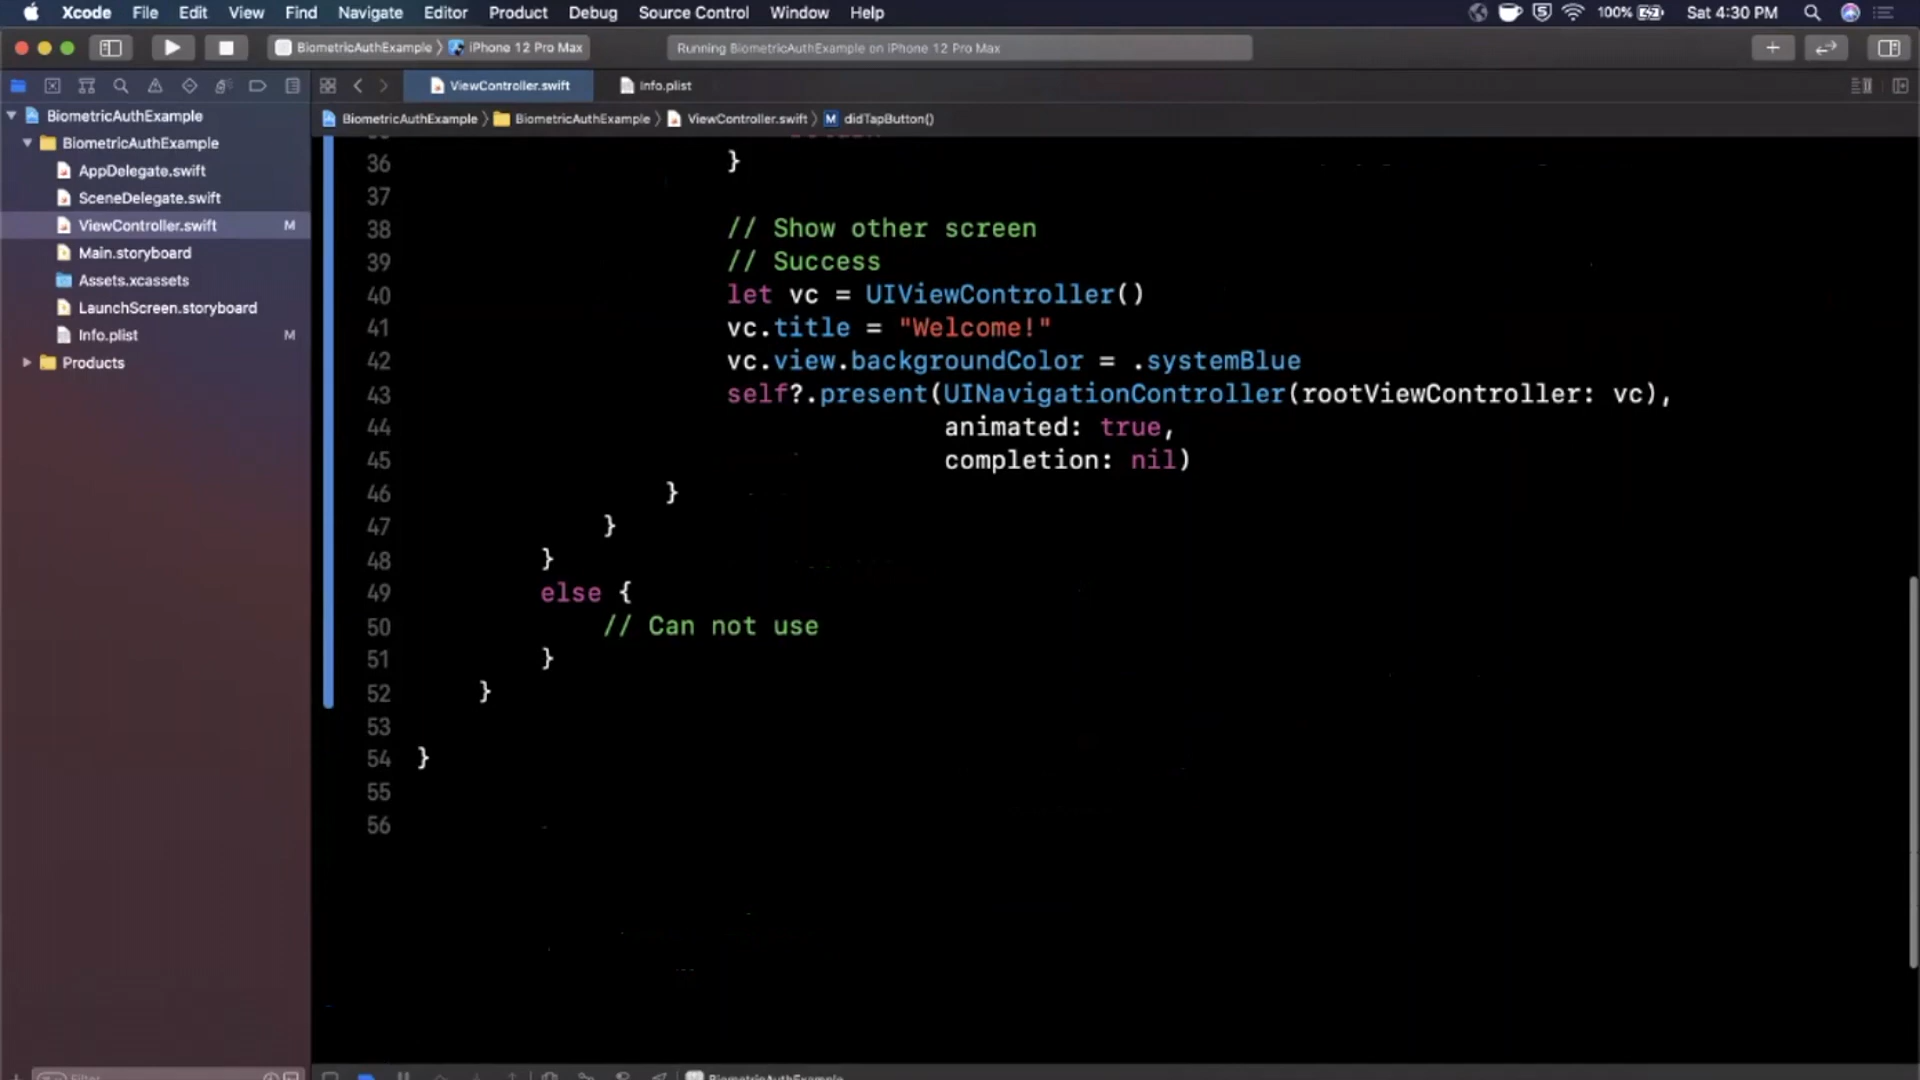 Xcode File Edit View Find Navigate Editor Product Debug Source Control Window Help 100% Sat 4:30 PM
BiometricAuthExample 〉 iPhone 12 Pro Max Running BiometricAuthExample on iPhone 12 Pro Max
ViewController.swift Info.plist
BiometricAuthExample 〉 BiometricAuthExample 〉 ViewController.swift 〉 M didTapButton()
BiometricAuthExample
BiometricAuthExample
AppDelegate.swift
SceneDelegate.swift
ViewController.swift M
Main.storyboard
Assets.xcassets
LaunchScreen.storyboard
Info.plist M
Products
36 }
37
38 // Show other screen
39 // Success
40 let vc = UIViewController()
41 vc.title = "Welcome!"
42 vc.view.backgroundColor = .systemBlue
43 self?.present(UINavigationController(rootViewController: vc),
44 animated: true,
45 completion: nil)
46 }
47 }
48 }
49 else {
50 // Can not use
51 }
52 }
53
54 }
55
56
Filter
BiometricAuthExample